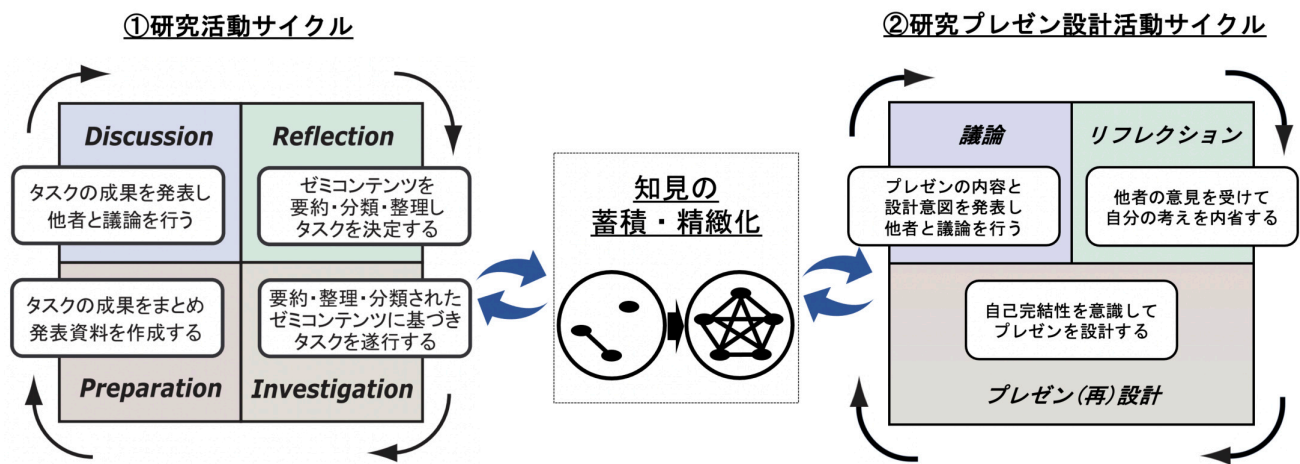 ①研究活動サイクル
Discussion
タスクの成果を発表し
他者と議論を行う
Reflection
ゼミコンテンツを
要約・分類・整理し
タスクを決定する
タスクの成果をまとめ
発表資料を作成する
Preparation
要約・整理・分類された
ゼミコンテンツに基づき
タスクを遂行する
Investigation
知見の
蓄積・精緻化
②研究プレゼン設計活動サイクル
議論
プレゼンの内容と
設計意図を発表し
他者と議論を行う
リフレクション
他者の意見を受けて
自分の考えを内省する
自己完結性を意識して
プレゼンを設計する
プレゼン(再)設計